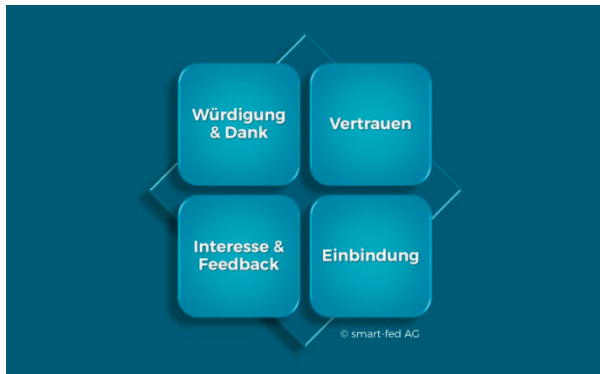 Würdigung
& Dank
Vertrauen
Interesse &
Feedback
Einbindung
© smart-fed AG